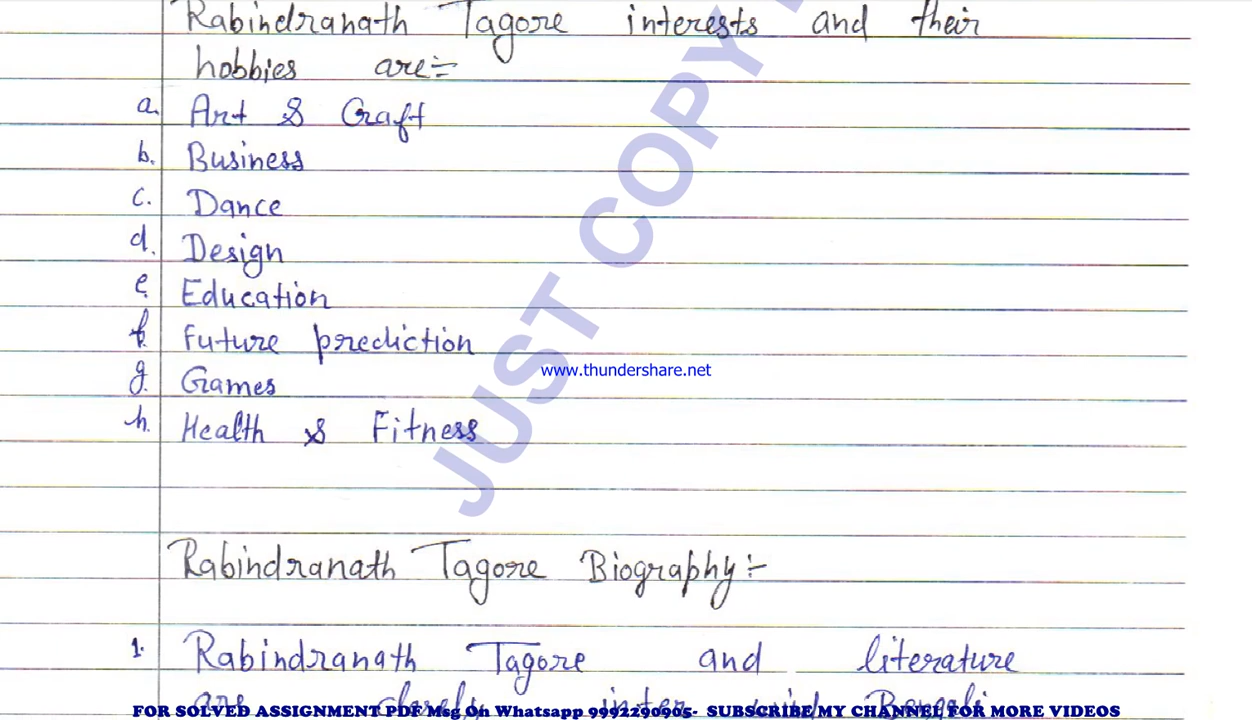 Rabindranath Tagore interests and their
hobbies are:-
a. Art & Craft
b. Business
c. Dance
d. Design
e. Education
f. Future prediction
g. Games
h. Health & Fitness
JUST COPY
www.thundershare.net
Rabindranath Tagore Biography:-
1. Rabindranath Tagore and literature
are Bengali
FOR SOLVED ASSIGNMENT PDF Msg On Whatsapp 9992290905- SUBSCRIBE MY CHANNEL FOR MORE VIDEOS